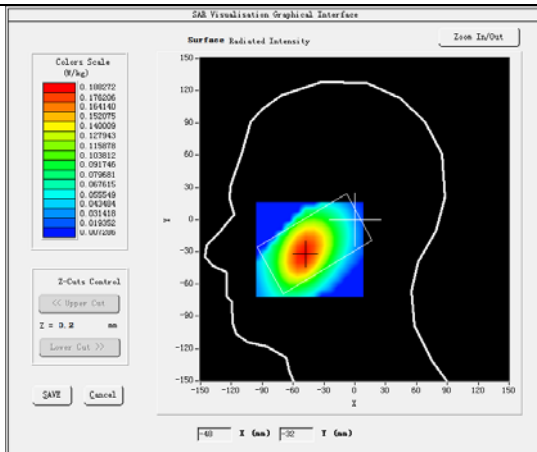 SAR Visualisation Graphical Interface
Surface Radiated Intensity
Zoom In/Out
Colors Scale
(W/kg)
0.188272
0.176206
0.164140
0.152075
0.140009
0.127943
0.115878
0.103812
0.091746
0.079681
0.067615
0.055549
0.043484
0.031418
0.019352
0.007286
Z-Cuts Control
<< Upper Cut
Z = 3.2 mm
Lower Cut >>
SAVE
Cancel
Y
150
120
90
60
30
0
-30
-60
-90
-120
-150
-150 -120 -90 -60 -30 0 30 60 90 120 150
X
-48 X (mm) -32 Y (mm)